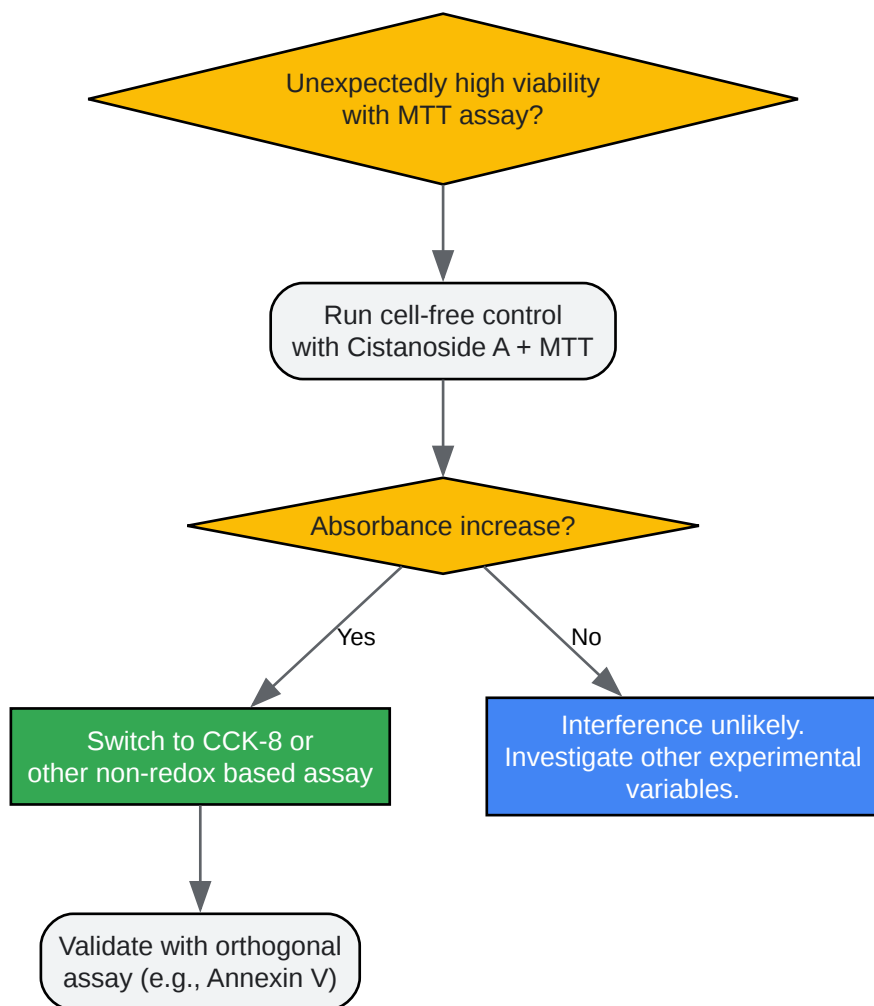 Unexpectedly high viability
with MTT assay?
Run cell-free control
with Cistanoside A + MTT
Absorbance increase?
Yes
No
Switch to CCK-8 or
other non-redox based assay
Interference unlikely.
Investigate other experimental
variables.
Validate with orthogonal
assay (e.g., Annexin V)